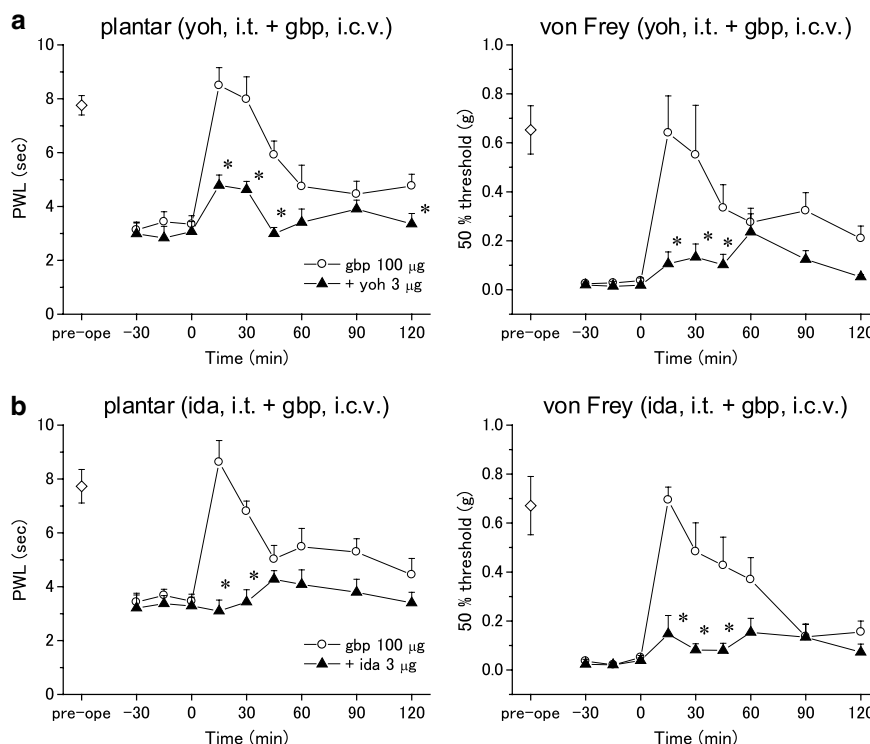 a
plantar (yoh, i.t. + gbp, i.c.v.)
PWL (sec)
10
8
6
4
2
0
* * * *
gbp 100 μg
+ yoh 3 μg
pre-ope -30 0 30 60 90 120
Time (min)
von Frey (yoh, i.t. + gbp, i.c.v.)
50 % threshold (g)
1.0
0.8
0.6
0.4
0.2
0.0
* * *
pre-ope -30 0 30 60 90 120
Time (min)
b
plantar (ida, i.t. + gbp, i.c.v.)
PWL (sec)
10
8
6
4
2
0
* *
gbp 100 μg
+ ida 3 μg
pre-ope -30 0 30 60 90 120
Time (min)
von Frey (ida, i.t. + gbp, i.c.v.)
50 % threshold (g)
1.0
0.8
0.6
0.4
0.2
0.0
* * *
pre-ope -30 0 30 60 90 120
Time (min)